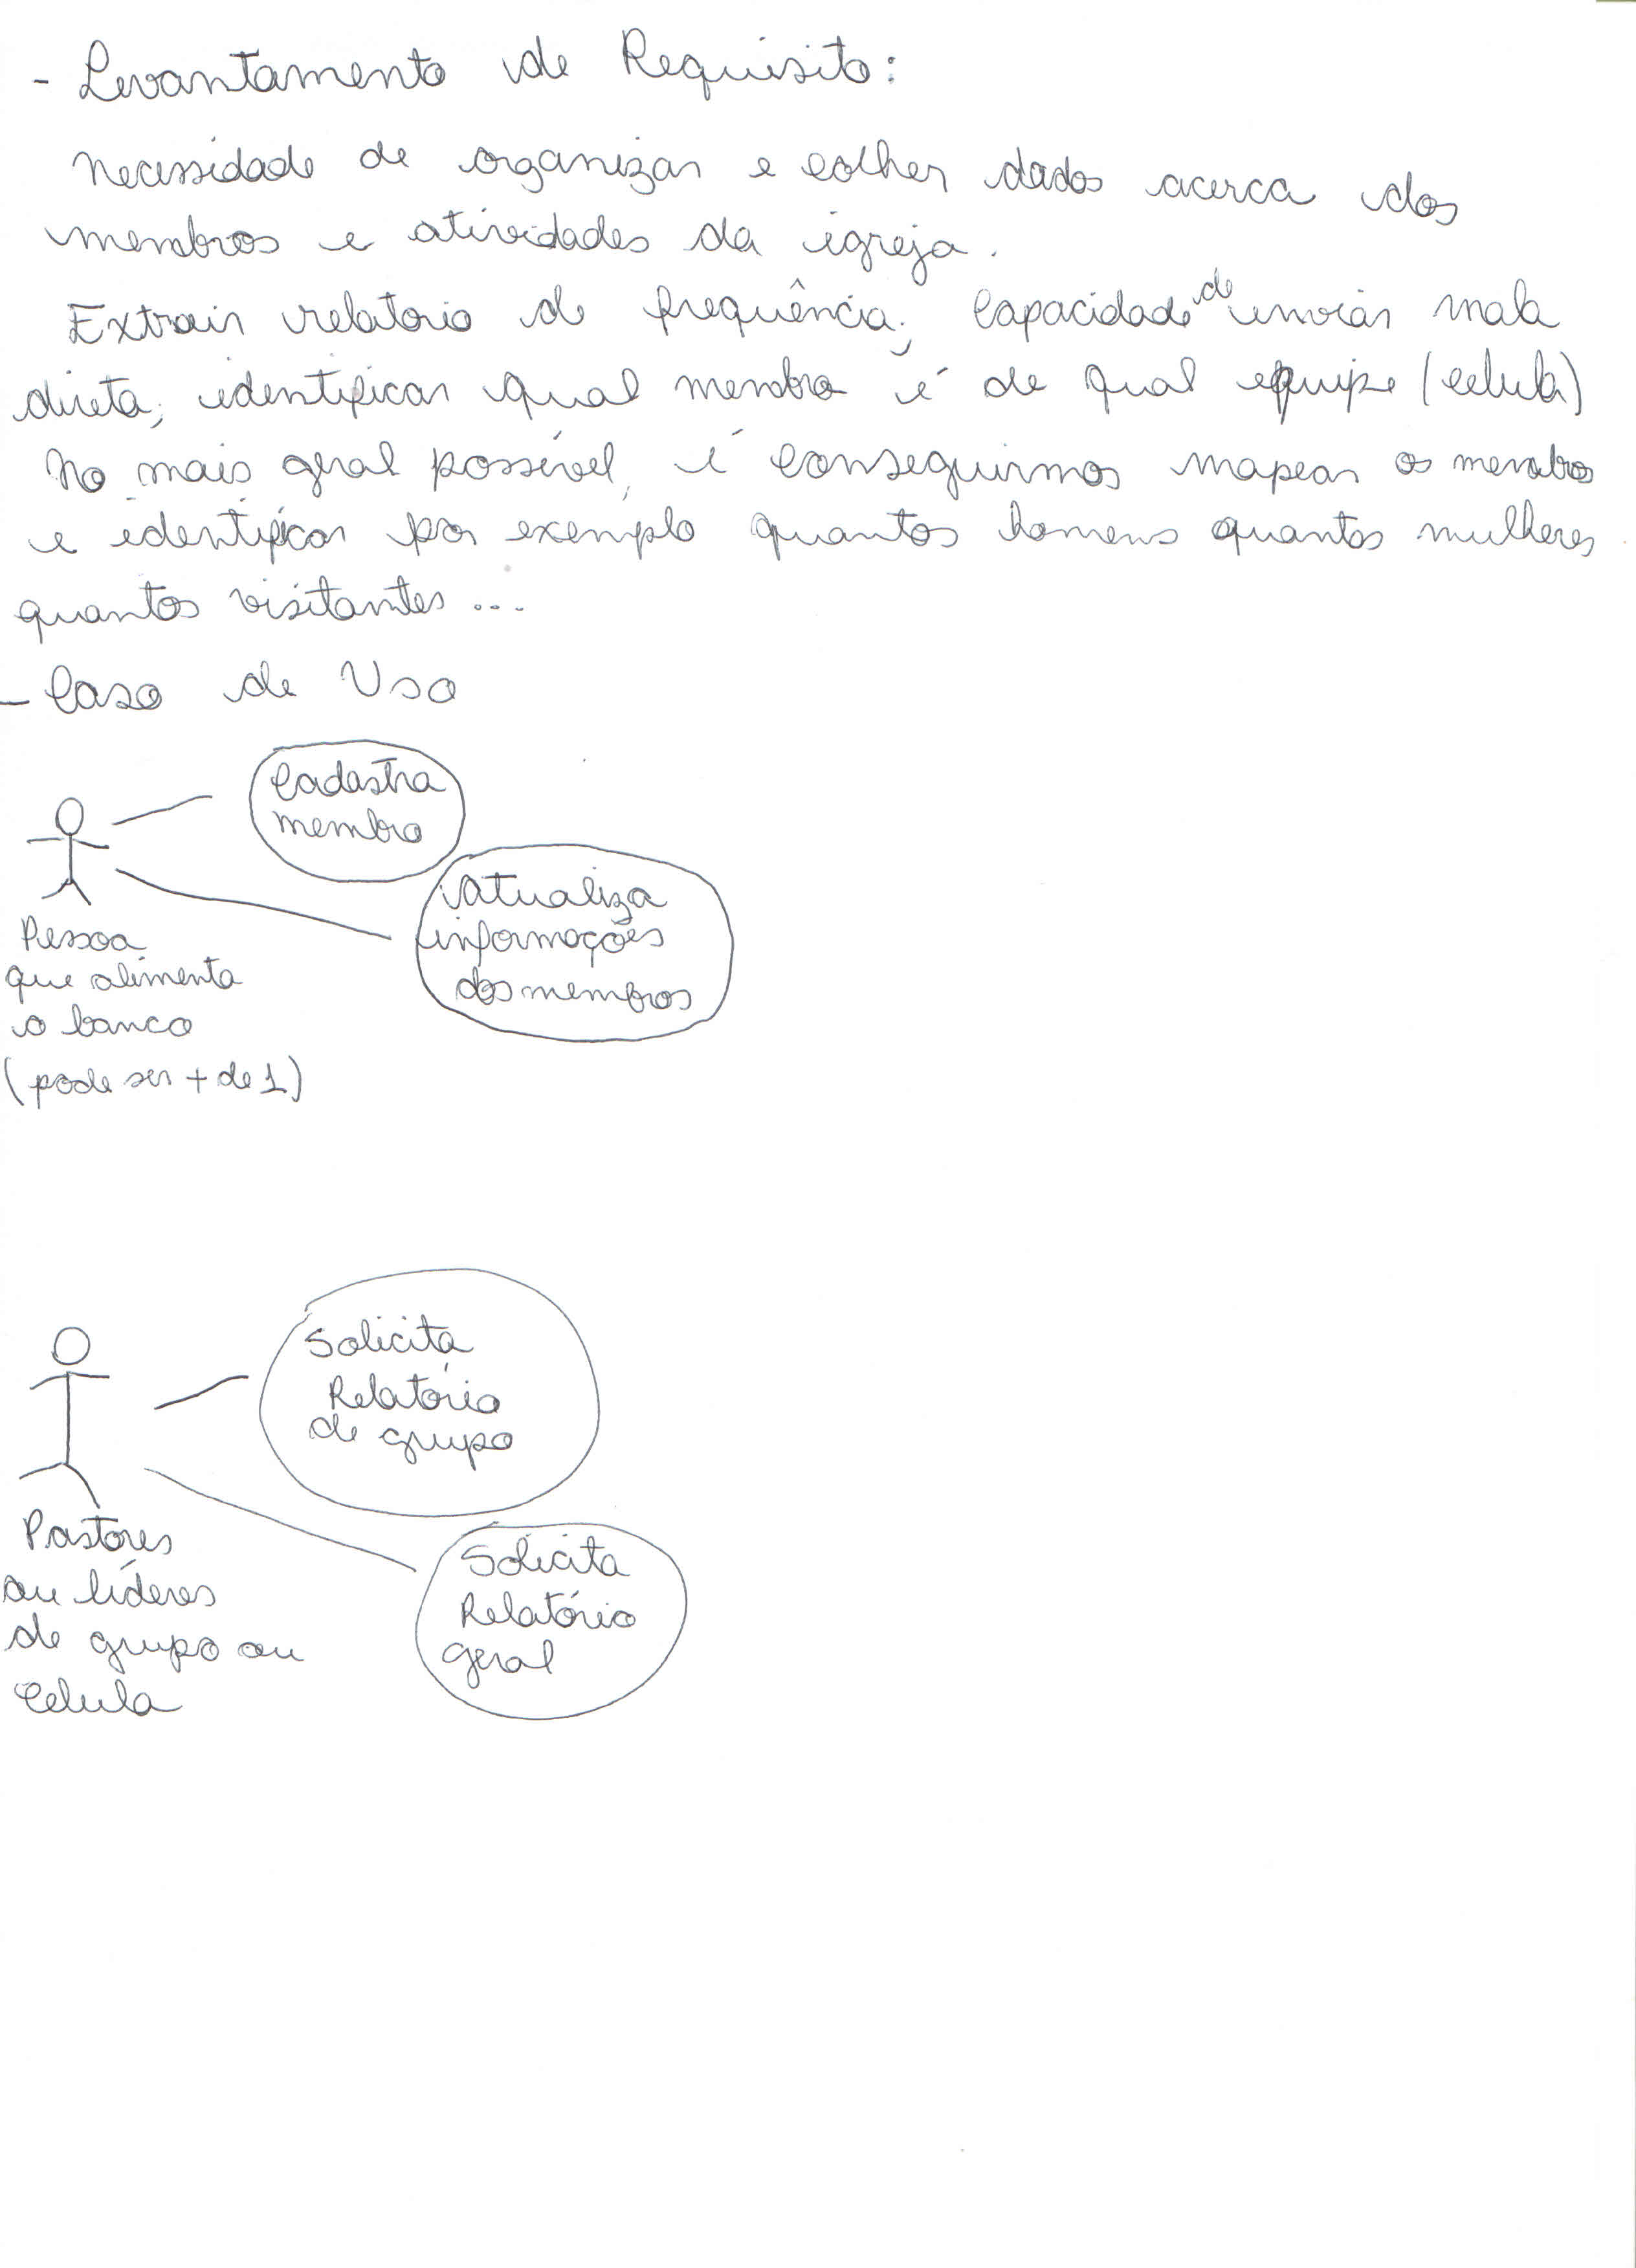 - Levantamento de Requisito:
Necessidade de organizar e colher dados acerca dos
membros e atividades da igreja.
Extrair relatorio de frequência; Capacidade de enviar mala
direta; identificar qual membro é de qual equipe (celula)
No mais geral possível, é conseguirmos mapear os membros
e identificar por exemplo quantos homens quantas mulheres
quantos visitantes ...
- Caso de Uso
Cadastra
membro
Atualiza
informações
dos membros
Pessoa
que alimenta
o banco
(pode ser + de 1)
Solicita
Relatório
de grupo
Solicita
Relatório
geral
Pastores
ou líderes
de grupo ou
Celula